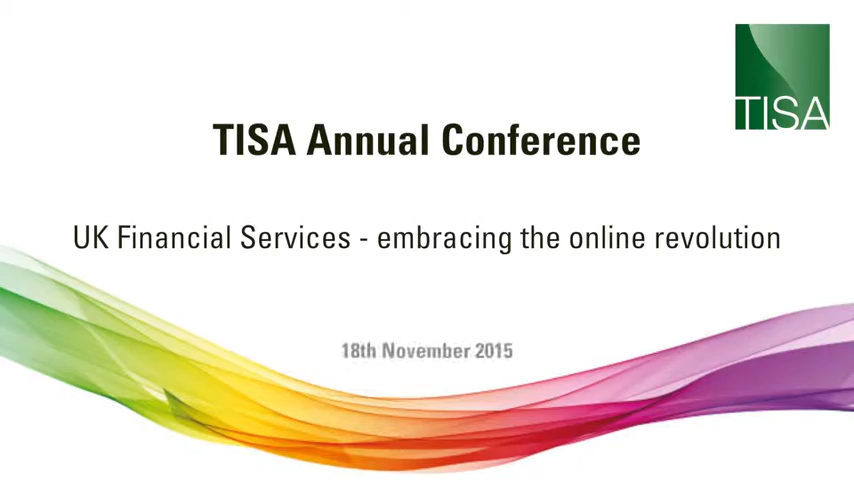 TISA
TISA Annual Conference
UK Financial Services - embracing the online revolution
18th November 2015